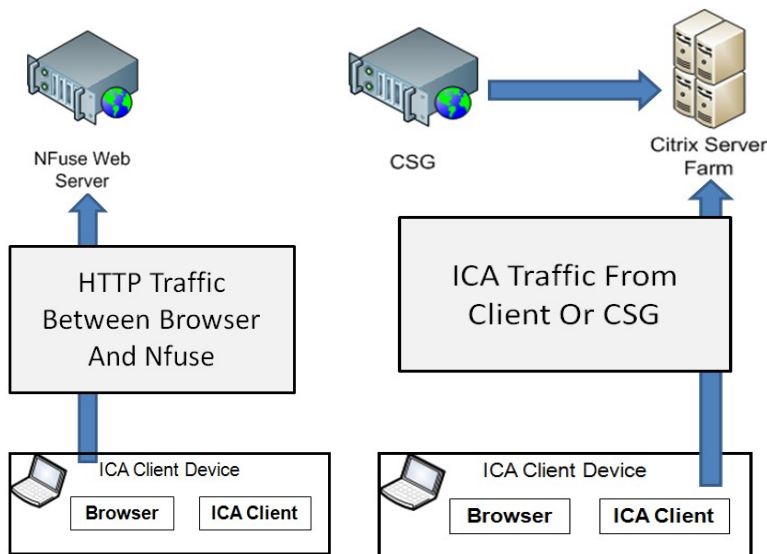 NFuse Web
Server
CSG
Citrix Server
Farm
HTTP Traffic
Between Browser
And Nfuse
ICA Traffic From
Client Or CSG
ICA Client Device
Browser
ICA Client
ICA Client Device
Browser
ICA Client